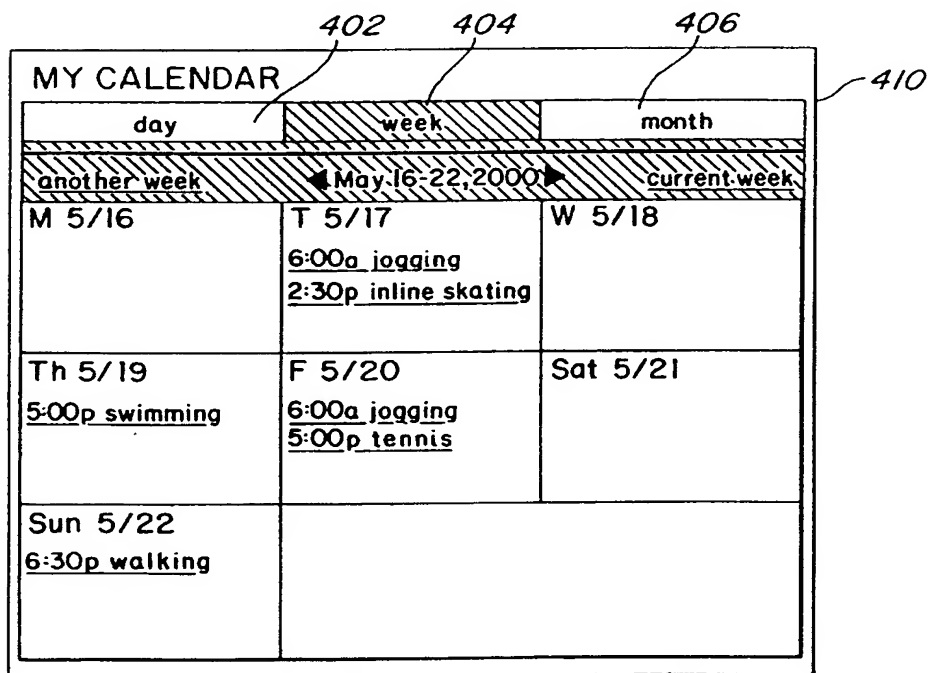 402 404 406
410
MY CALENDAR
day week month
another week ◄May 16-22, 2000► current week
M 5/16 T 5/17 W 5/18
6:00a jogging
2:30p inline skating
Th 5/19 F 5/20 Sat 5/21
5:00p swimming 6:00a jogging
5:00p tennis
Sun 5/22
6:30p walking